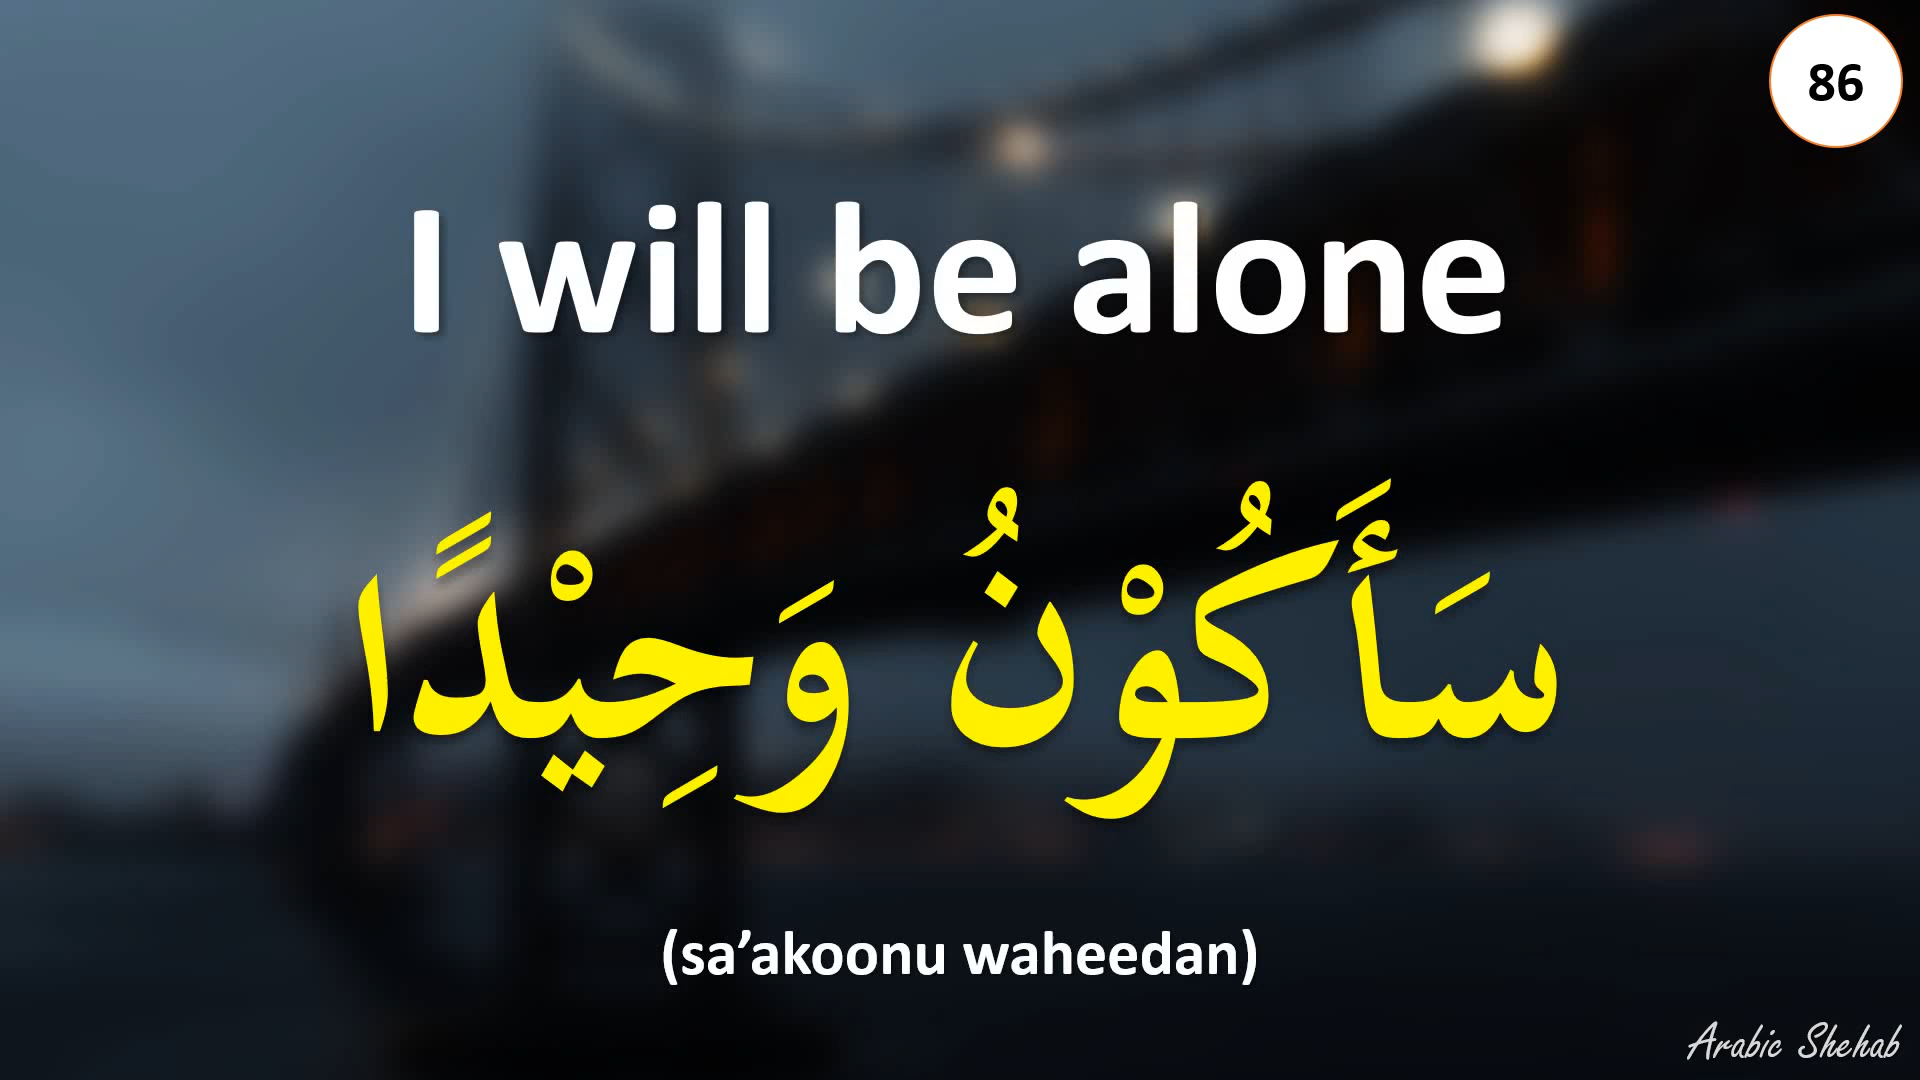 86
I will be alone
سَأَكُوْنُ وَحِيْدًا
(sa’akoonu waheedan)
Arabic Shehab